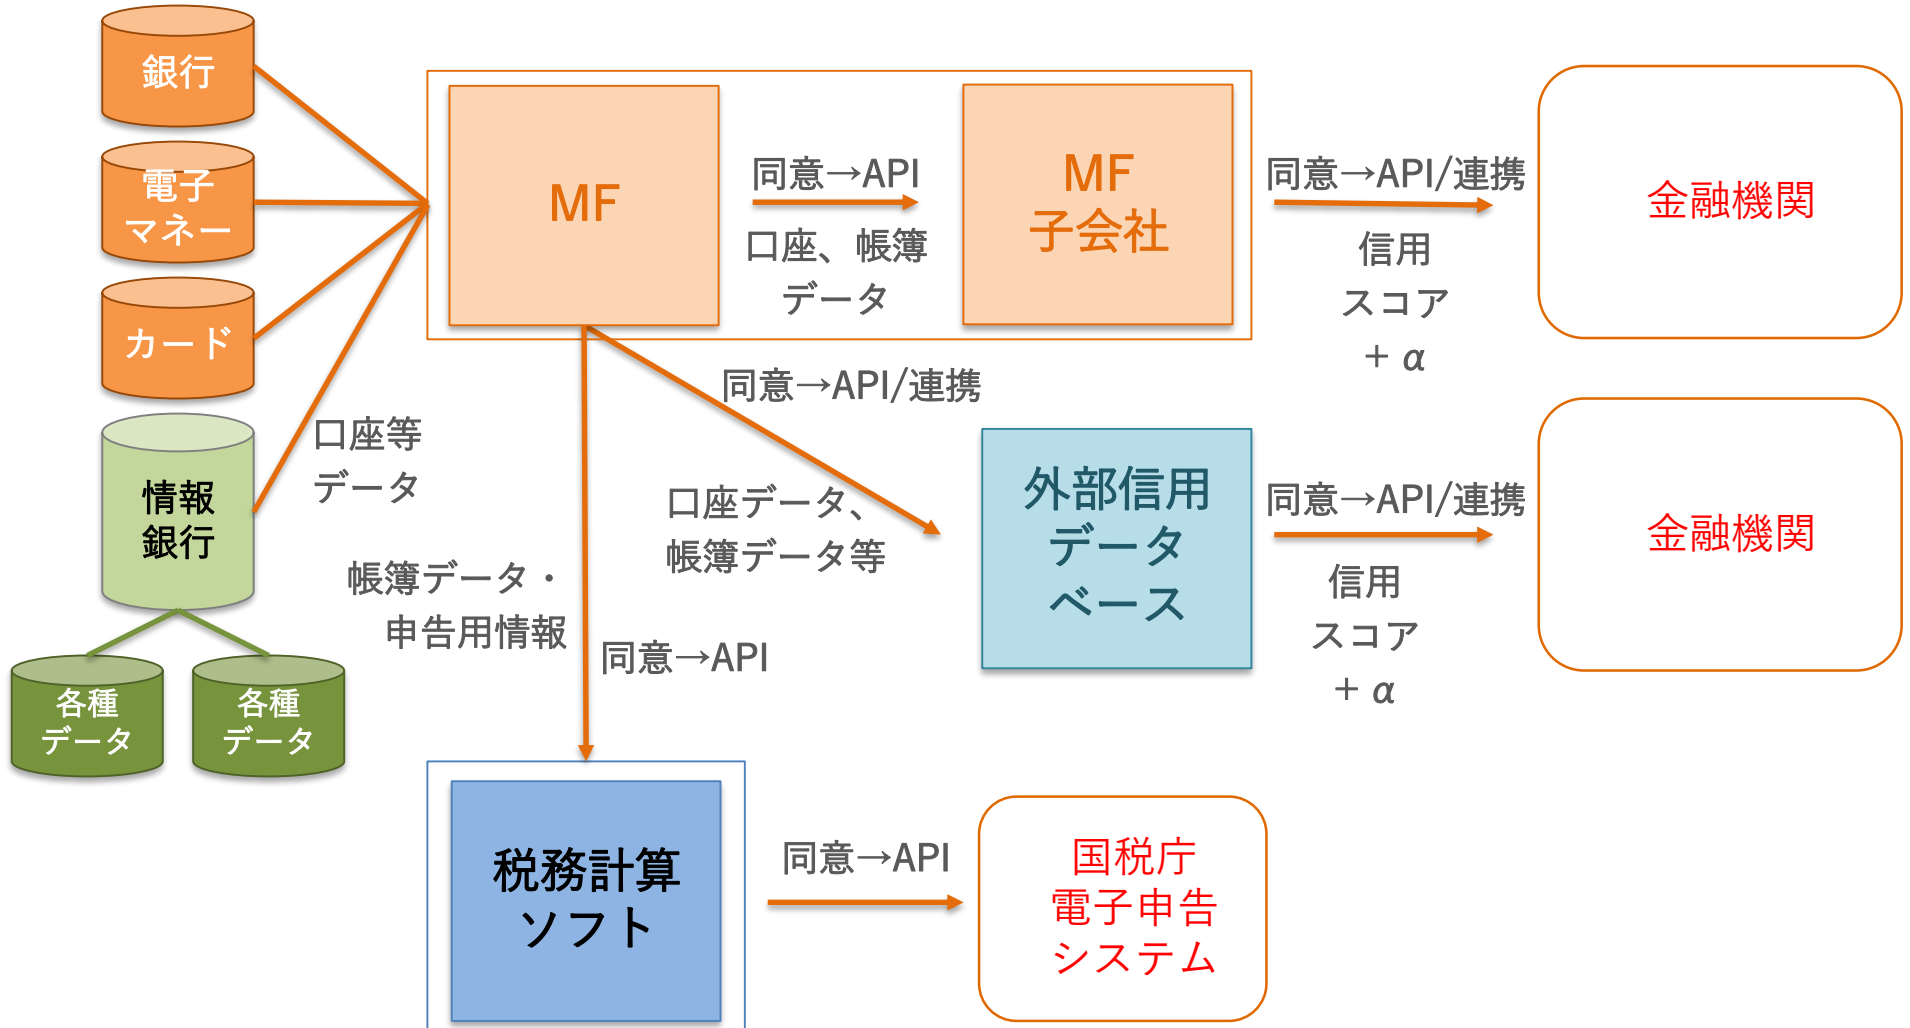 銀行
電子
マネー
カード
情報
銀行
各種
データ
各種
データ
口座等
データ
MF
同意→API
口座、帳簿
データ
MF
子会社
同意→API/連携
信用
スコア
+ α
金融機関
同意→API/連携
口座データ、
帳簿データ等
外部信用
データ
ベース
同意→API/連携
信用
スコア
+ α
金融機関
帳簿データ・
申告用情報
同意→API
税務計算
ソフト
同意→API
国税庁
電子申告
システム